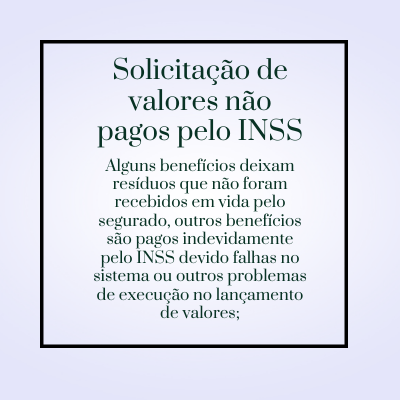 Solicitação de
valores não
pagos pelo INSS
Alguns benefícios deixam
resíduos que não foram
recebidos em vida pelo
segurado, outros benefícios
são pagos indevidamente
pelo INSS devido falhas no
sistema ou outros problemas
de execução no lançamento
de valores;